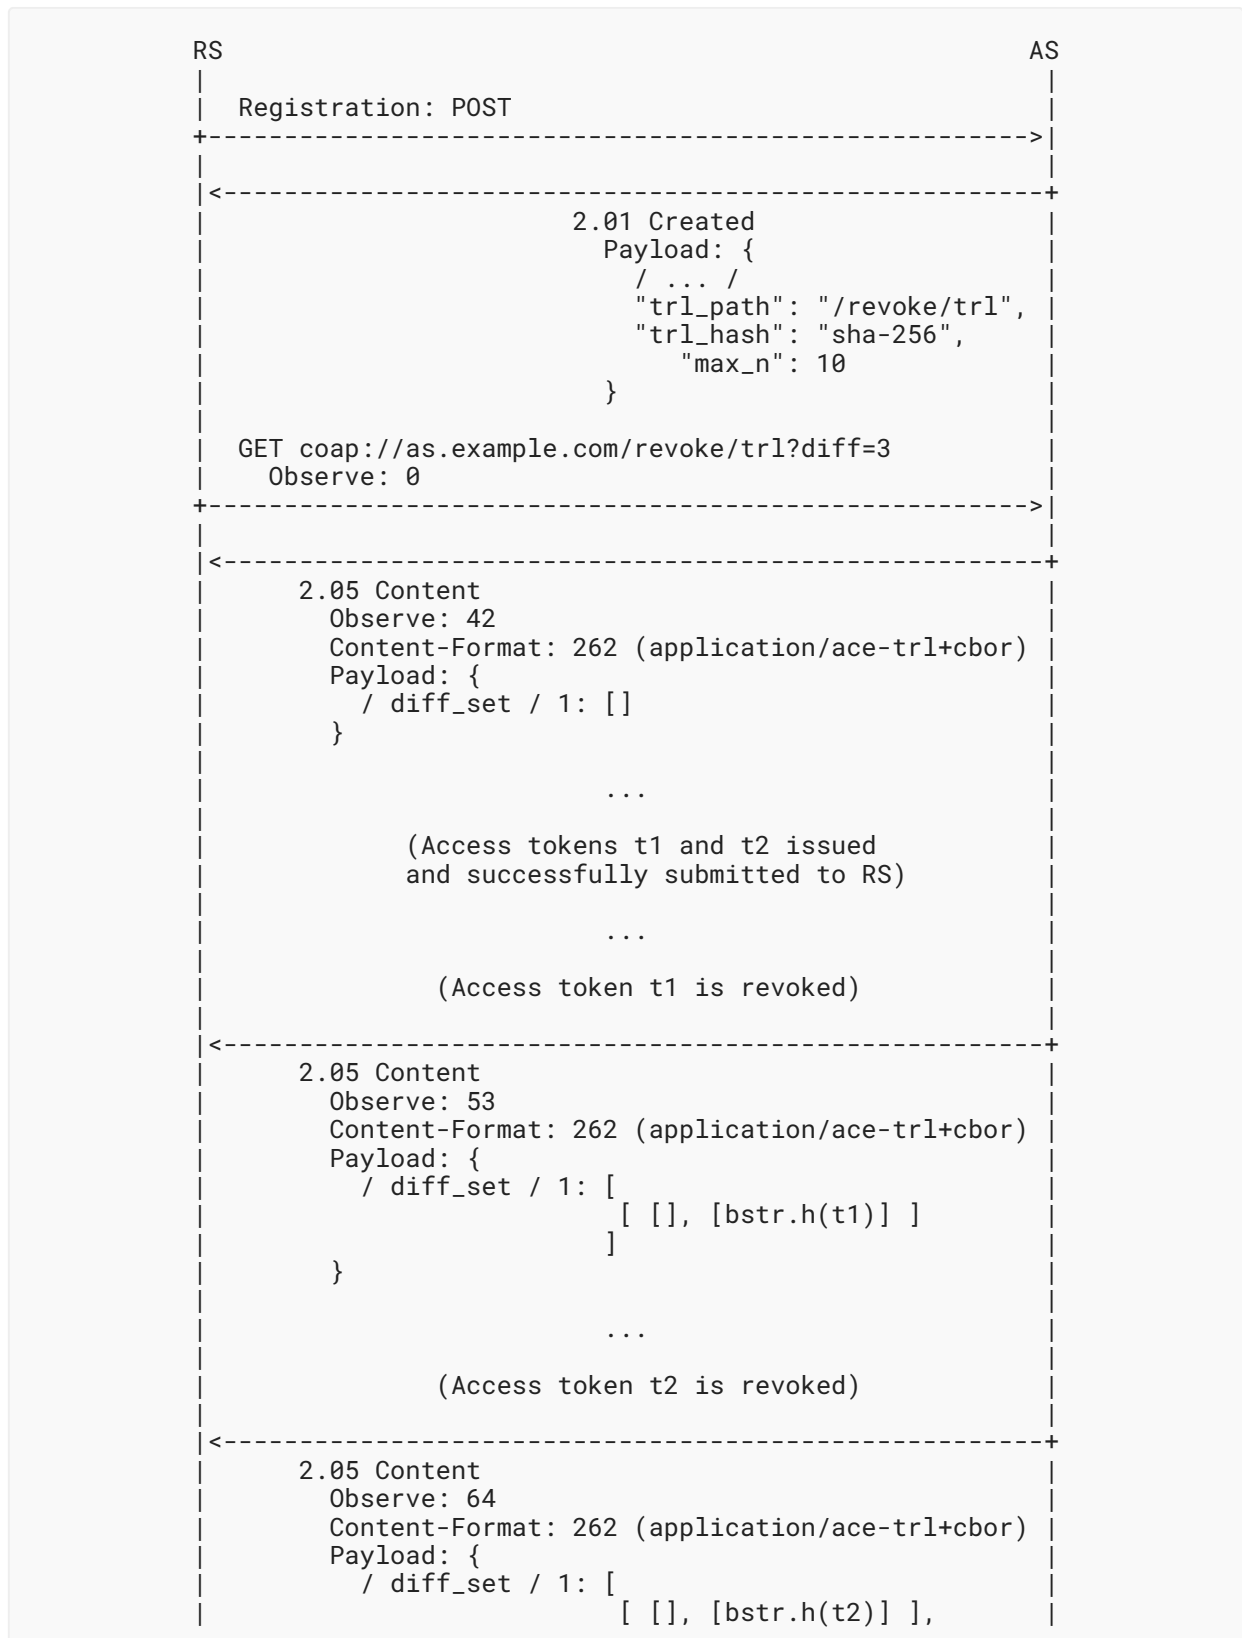 RS                                                     AS
|                                                       |
|  Registration: POST                                   |
+------------------------------------------------------>|
|                                                       |
|<------------------------------------------------------+
|                        2.01 Created                   |
|                          Payload: {                   |
|                            / ... /                    |
|                            "trl_path": "/revoke/trl", |
|                            "trl_hash": "sha-256",     |
|                               "max_n": 10             |
|                          }                            |
|                                                       |
|  GET coap://as.example.com/revoke/trl?diff=3          |
|    Observe: 0                                         |
+------------------------------------------------------>|
|                                                       |
|<------------------------------------------------------+
|      2.05 Content                                     |
|        Observe: 42                                    |
|        Content-Format: 262 (application/ace-trl+cbor) |
|        Payload: {                                     |
|          / diff_set / 1: []                           |
|        }                                              |
|                                                       |
|                          ...                          |
|                                                       |
|             (Access tokens t1 and t2 issued           |
|             and successfully submitted to RS)         |
|                                                       |
|                          ...                          |
|                                                       |
|               (Access token t1 is revoked)            |
|                                                       |
|<------------------------------------------------------+
|      2.05 Content                                     |
|        Observe: 53                                    |
|        Content-Format: 262 (application/ace-trl+cbor) |
|        Payload: {                                     |
|          / diff_set / 1: [                            |
|                           [ [], [bstr.h(t1)] ]        |
|                          ]                            |
|        }                                              |
|                                                       |
|                          ...                          |
|                                                       |
|               (Access token t2 is revoked)            |
|                                                       |
|<------------------------------------------------------+
|      2.05 Content                                     |
|        Observe: 64                                    |
|        Content-Format: 262 (application/ace-trl+cbor) |
|        Payload: {                                     |
|          / diff_set / 1: [                            |
|                           [ [], [bstr.h(t2)] ],       |